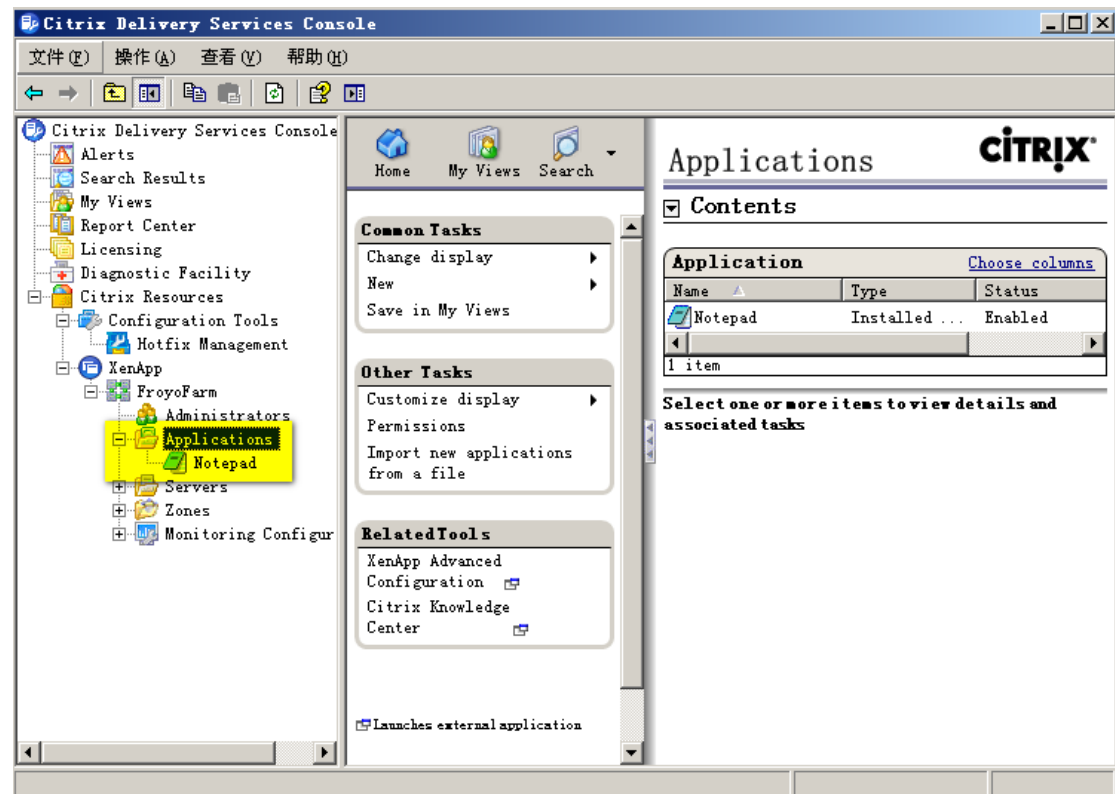 Citrix Delivery Services Console
文件(F) 操作(A) 查看(V) 帮助(H)
Citrix Delivery Services Console
Alerts
Search Results
My Views
Report Center
Licensing
Diagnostic Facility
Citrix Resources
Configuration Tools
Hotfix Management
XenApp
FroyoFarm
Administrators
Applications
Notepad
Servers
Zones
Monitoring Configur
Home My Views Search
Common Tasks
Change display
New
Save in My Views
Other Tasks
Customize display
Permissions
Import new applications
from a file
Related Tools
XenApp Advanced
Configuration
Citrix Knowledge
Center
Launches external application
Applications
CITRIX
Contents
Application Choose columns
Name Type Status
Notepad Installed ... Enabled
1 item
Select one or more items to view details and
associated tasks